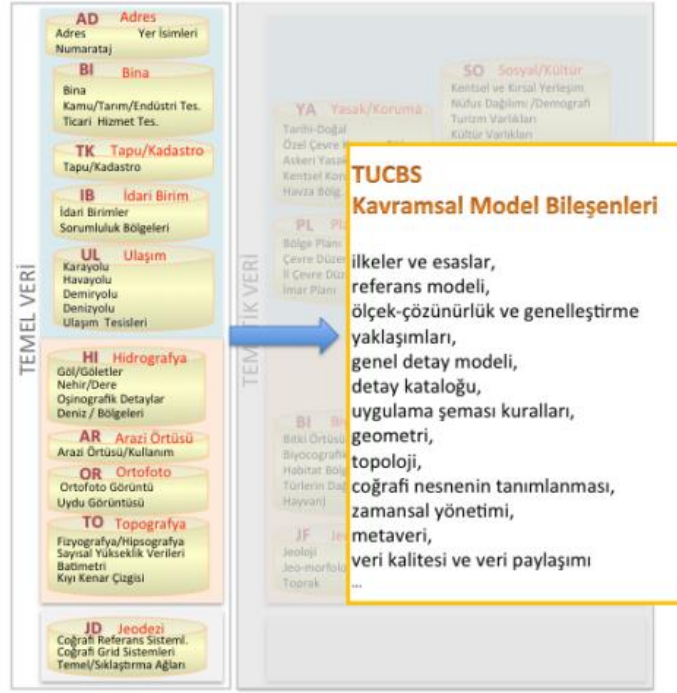 TEMEL VERİ
AD Adres
Adres Yer İsimleri
Numarataj
BI Bina
Bina
Kamu/Tarım/Endüstri Tes.
Ticari Hizmet Tes.
TK Tapu/Kadastro
Tapu/Kadastro
IB İdari Birim
İdari Birimler
Sorumluluk Bölgeleri
UL Ulaşım
Karayolu
Havayolu
Demiryolu
Denizyolu
Ulaşım Tesisleri
HI Hidrografya
Göl/Göletler
Nehir/Dere
Oşinografik Detaylar
Deniz / Bölgeleri
AR Arazi Örtüsü
Arazi Örtüsü/Kullanım
OR Ortofoto
Ortofoto Görüntü
Uydu Görüntüsü
TO Topografya
Fizyografya/Hipsografya
Sayısal Yükseklik Verileri
Batimetri
Kıyı Kenar Çizgisi
JD Jeodezi
Coğrafi Referans Sisteml.
Coğrafi Grid Sistemleri
Temel/Sıklaştırma Ağları
TEMATİK VERİ
SO Sosyal/Kültür
Kentsel ve Kırsal Yerleşim
Nüfus Dağılımı /Demografi
Turizm Varlıkları
Kültür Varlıkları
YA Yasak/Koruma
Tarihi-Doğal
Özel Çevre
Askeri Yasak
Kentsel
Havza Bölg.
PL
Bölge Planı
Çevre
İl Çevre
İmar Planı
BI
Bitki Örtüsü
Habitat
Türlerin
Hayvan)
JF
Jeoloji
Toprak
TUCBS
Kavramsal Model Bileşenleri
ilkeler ve esaslar,
referans modeli,
ölçek-çözünürlük ve genelleştirme
yaklaşımları,
genel detay modeli,
detay kataloğu,
uygulama şeması kuralları,
geometri,
topoloji,
coğrafi nesnenin tanımlanması,
zamansal yönetimi,
metaveri,
veri kalitesi ve veri paylaşımı
...